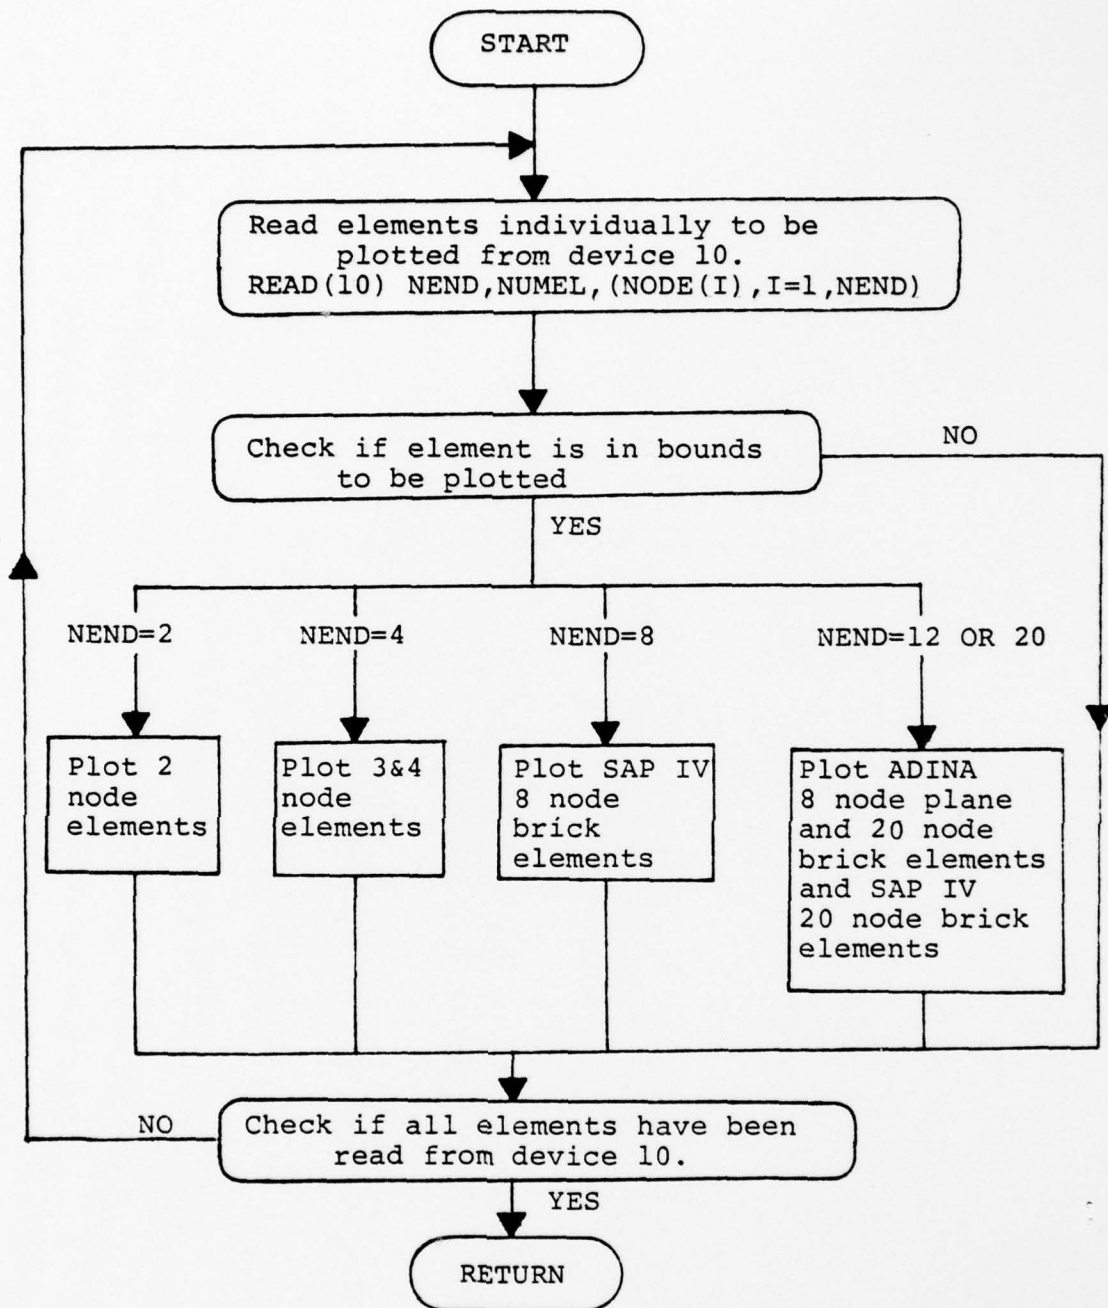 START
Read elements individually to be
plotted from device 10.
READ(10) NEND,NUMEL,(NODE(I),I=1,NEND)
Check if element is in bounds
to be plotted
NO
YES
NEND=2
NEND=4
NEND=8
NEND=12 OR 20
Plot 2
node
elements
Plot 3&4
node
elements
Plot SAP IV
8 node
brick
elements
Plot ADINA
8 node plane
and 20 node
brick elements
and SAP IV
20 node brick
elements
NO
Check if all elements have been
read from device 10.
YES
RETURN